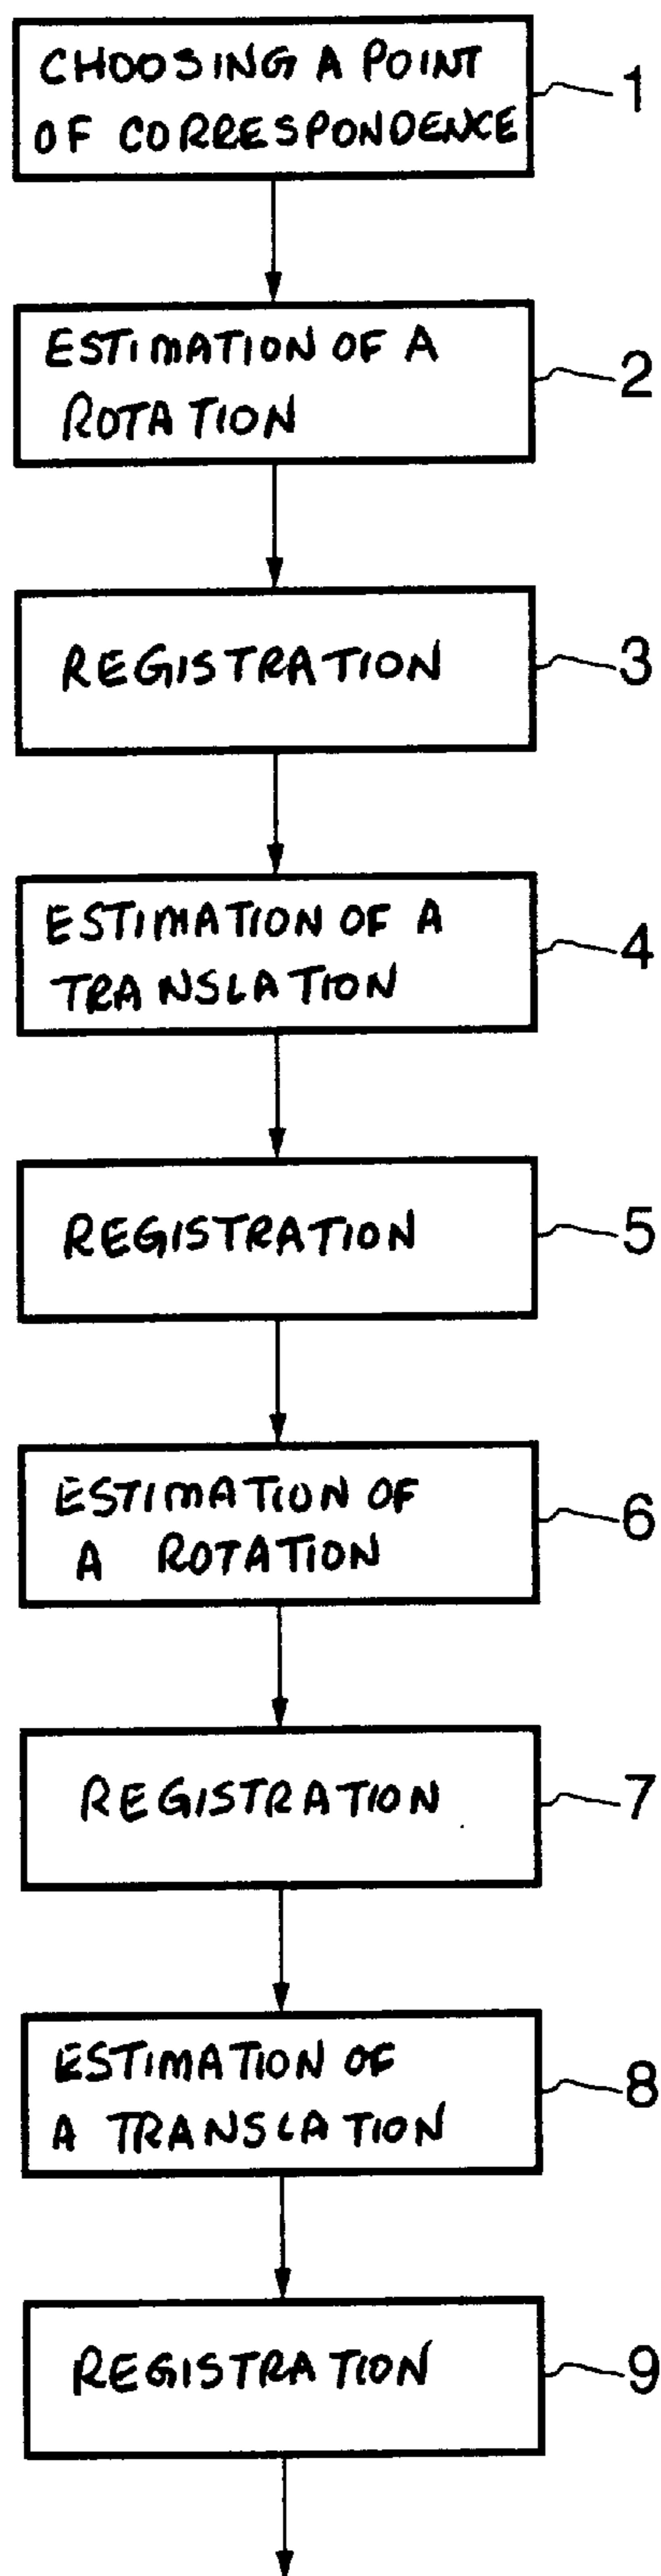 CHOOSING A POINT
OF CORRESPONDENCE
1
ESTIMATION OF A
ROTATION
2
REGISTRATION
3
ESTIMATION OF A
TRANSLATION
4
REGISTRATION
5
ESTIMATION OF
A ROTATION
6
REGISTRATION
7
ESTIMATION OF
A TRANSLATION
8
REGISTRATION
9